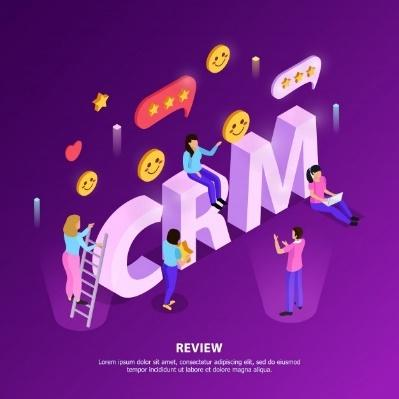 CRM
REVIEW
Lorem ipsum dolor sit amet, consectetur adipiscing elit, sed do eiusmod
tempor incididunt ut labore et dolore magna aliqua.